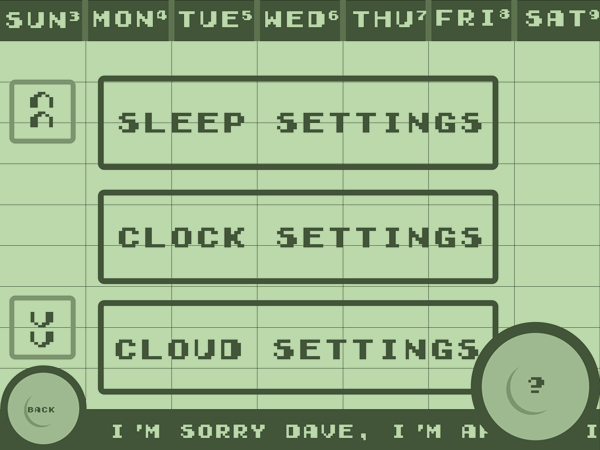 SUN³ MON⁴ TUE⁵ WED⁶ THU⁷ FRI⁸ SAT⁹
SLEEP SETTINGS
CLOCK SETTINGS
CLOUD SETTINGS
?
BACK
I'M SORRY DAVE, I'M